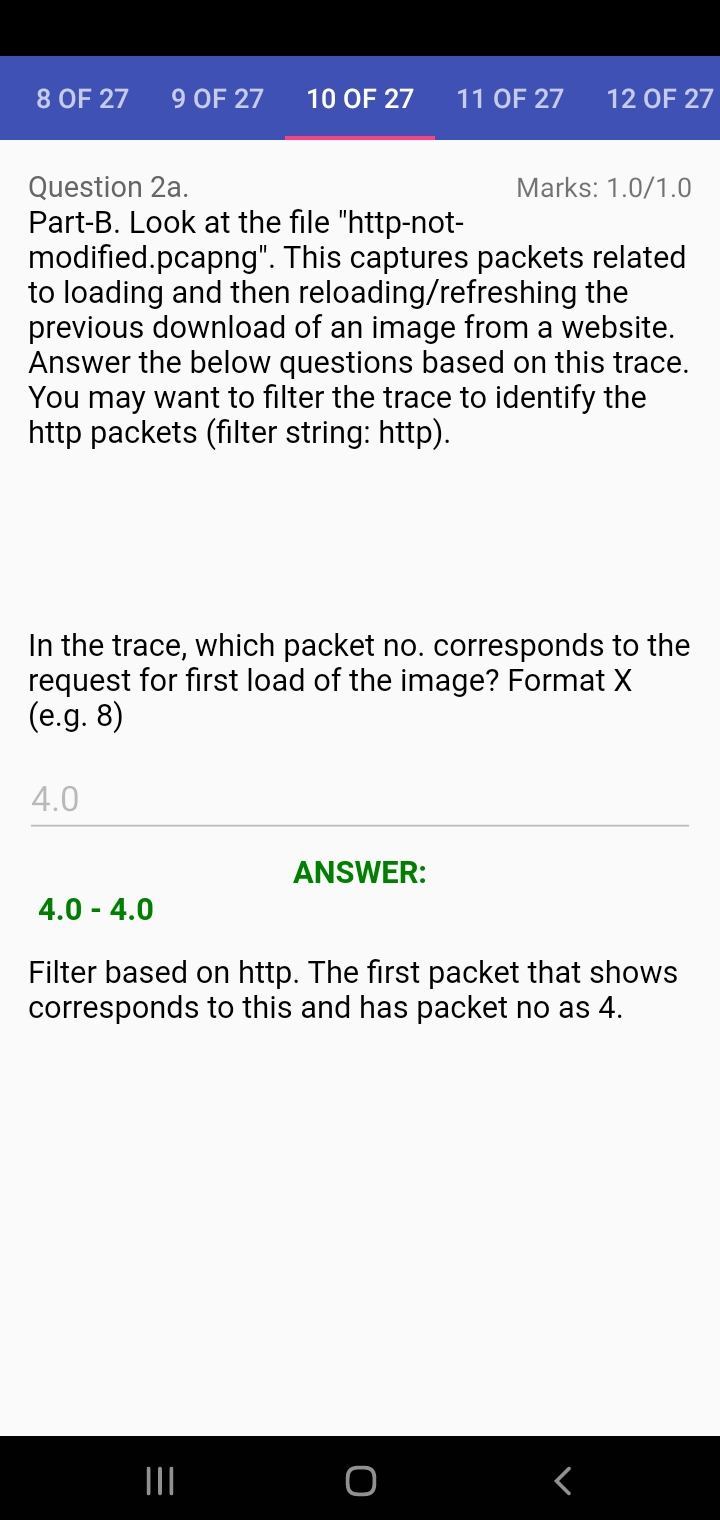 8 OF 27 9 OF 27 10 OF 27 11 OF 27 12 OF 27
Question 2a. Marks: 1.0/1.0
Part-B. Look at the file "http-not-
modified.pcapng". This captures packets related
to loading and then reloading/refreshing the
previous download of an image from a website.
Answer the below questions based on this trace.
You may want to filter the trace to identify the
http packets (filter string: http).
In the trace, which packet no. corresponds to the
request for first load of the image? Format X
(e.g. 8)
4.0
ANSWER:
4.0 - 4.0
Filter based on http. The first packet that shows
corresponds to this and has packet no as 4.